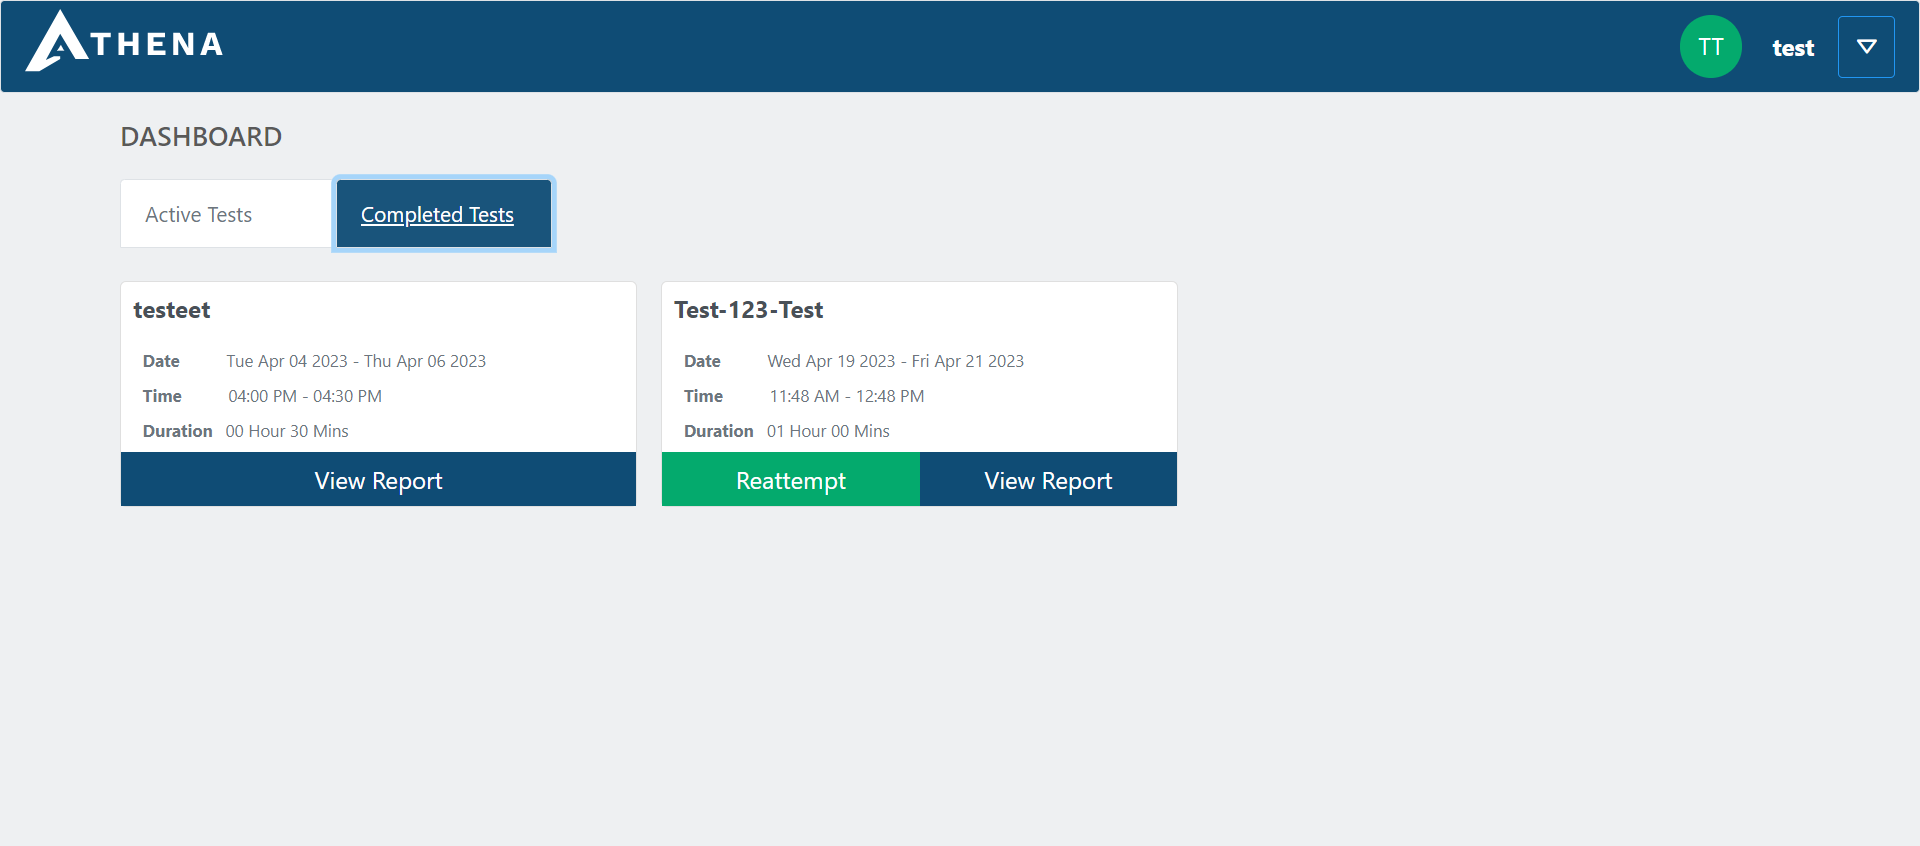 ATHENA
TT test
DASHBOARD
Active Tests Completed Tests
testeet
Date Tue Apr 04 2023 - Thu Apr 06 2023
Time 04:00 PM - 04:30 PM
Duration 00 Hour 30 Mins
View Report
Test-123-Test
Date Wed Apr 19 2023 - Fri Apr 21 2023
Time 11:48 AM - 12:48 PM
Duration 01 Hour 00 Mins
Reattempt View Report